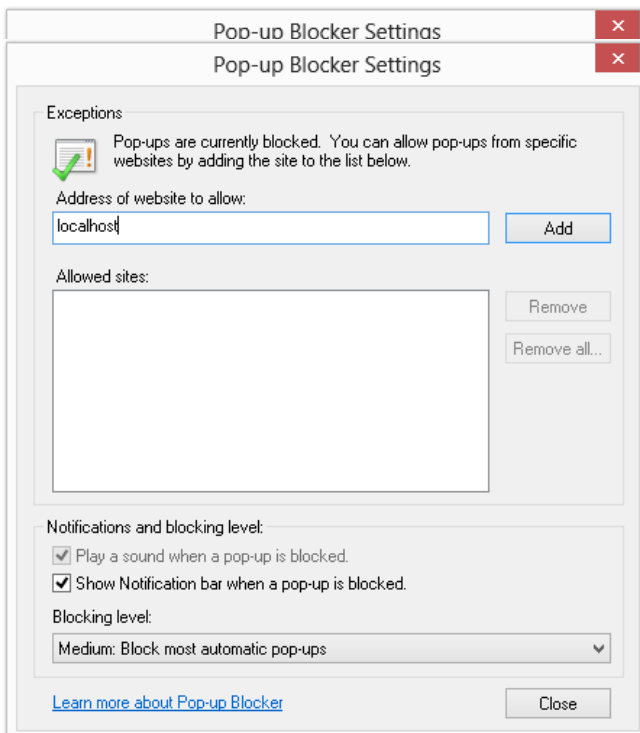 Pop-up Blocker Settings
Pop-up Blocker Settings
Exceptions
Pop-ups are currently blocked. You can allow pop-ups from specific
websites by adding the site to the list below.
Address of website to allow:
localhost
Add
Allowed sites:
Remove
Remove all...
Notifications and blocking level:
Play a sound when a pop-up is blocked.
Show Notification bar when a pop-up is blocked.
Blocking level:
Medium: Block most automatic pop-ups
Learn more about Pop-up Blocker
Close